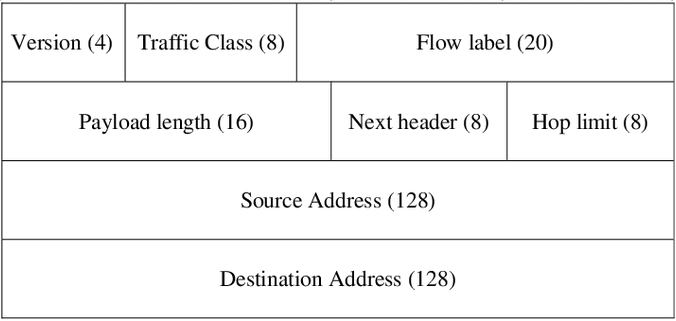 Version (4) Traffic Class (8) Flow label (20)
Payload length (16) Next header (8) Hop limit (8)
Source Address (128)
Destination Address (128)